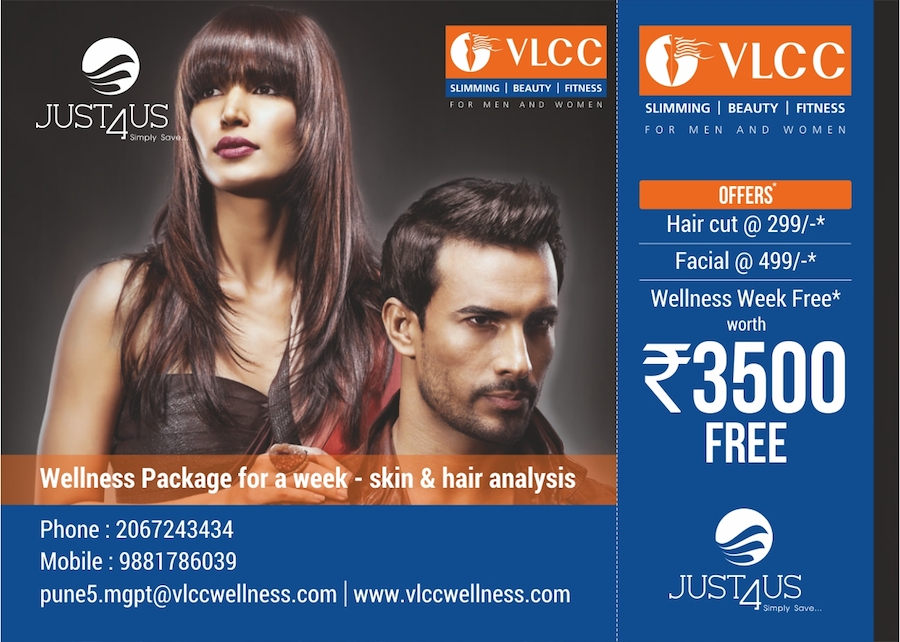 JUST4US
Simply Save...
VLCC
SLIMMING | BEAUTY | FITNESS
FOR MEN AND WOMEN
Wellness Package for a week - skin & hair analysis
Phone : 2067243434
Mobile : 9881786039
pune5.mgpt@vlccwellness.com | www.vlccwellness.com
VLCC
SLIMMING | BEAUTY | FITNESS
FOR MEN AND WOMEN
OFFERS*
Hair cut @ 299/-*
Facial @ 499/-*
Wellness Week Free*
worth
₹3500
FREE
JUST4US
Simply Save...